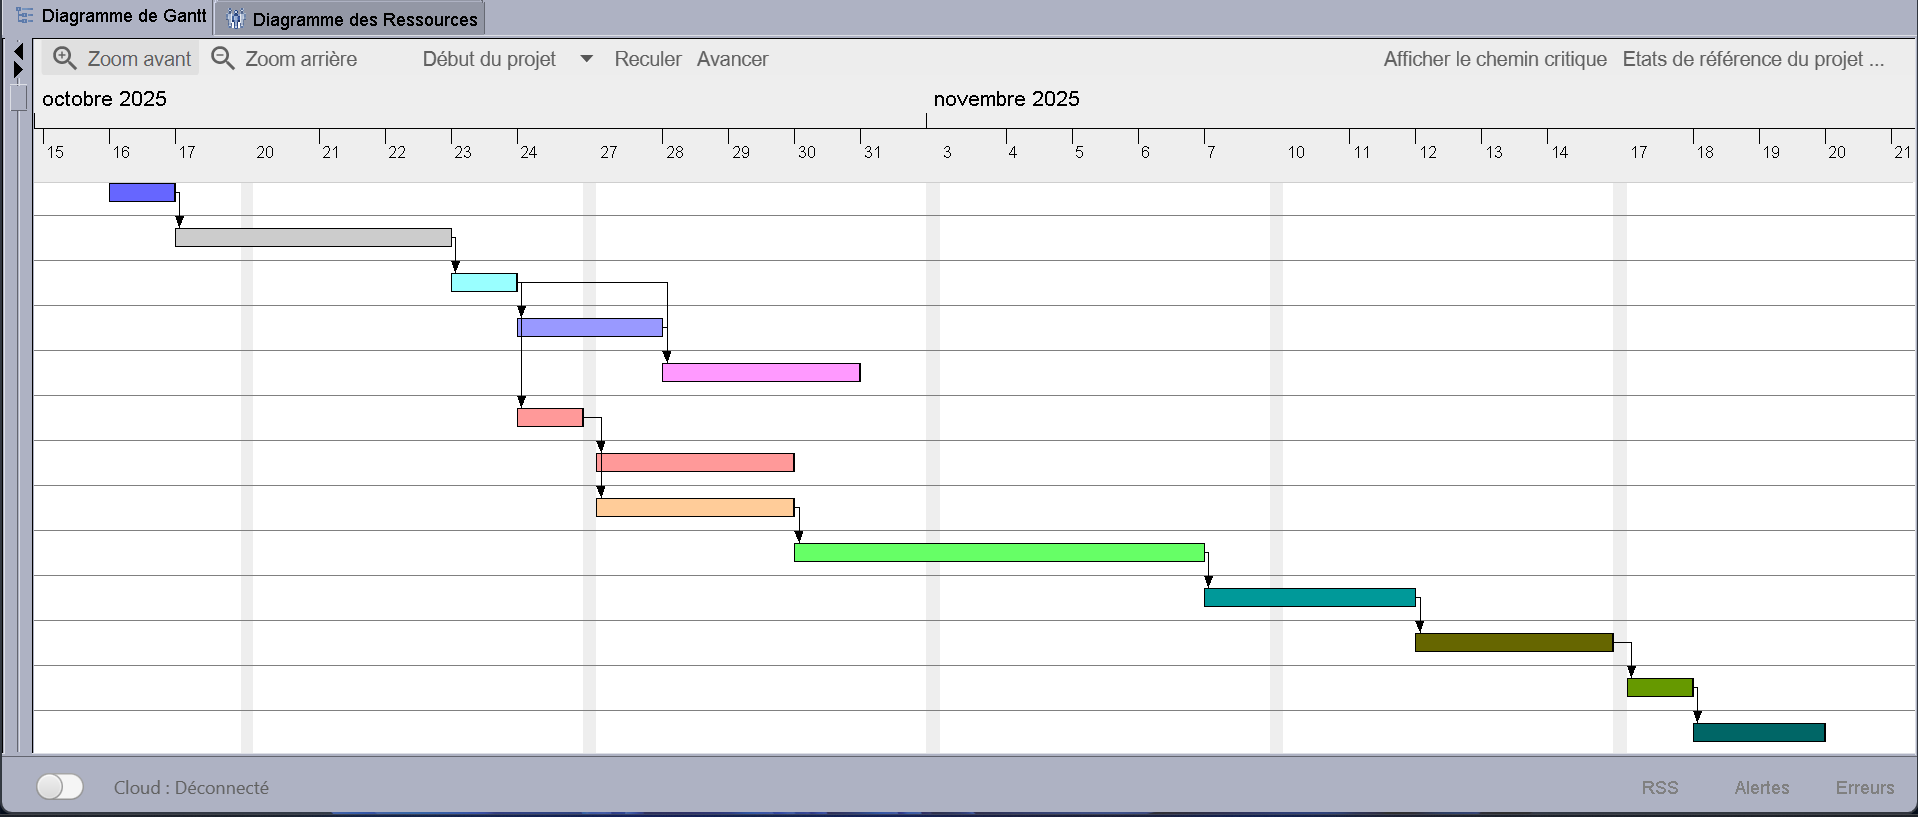 Diagramme de Gantt Diagramme des Ressources
Zoom avant Zoom arrière Début du projet Reculer Avancer Afficher le chemin critique Etats de référence du projet ...
octobre 2025 novembre 2025
15 16 17 20 21 22 23 24 27 28 29 30 31 3 4 5 6 7 10 11 12 13 14 17 18 19 20 21
Cloud : Déconnecté RSS Alertes Erreurs